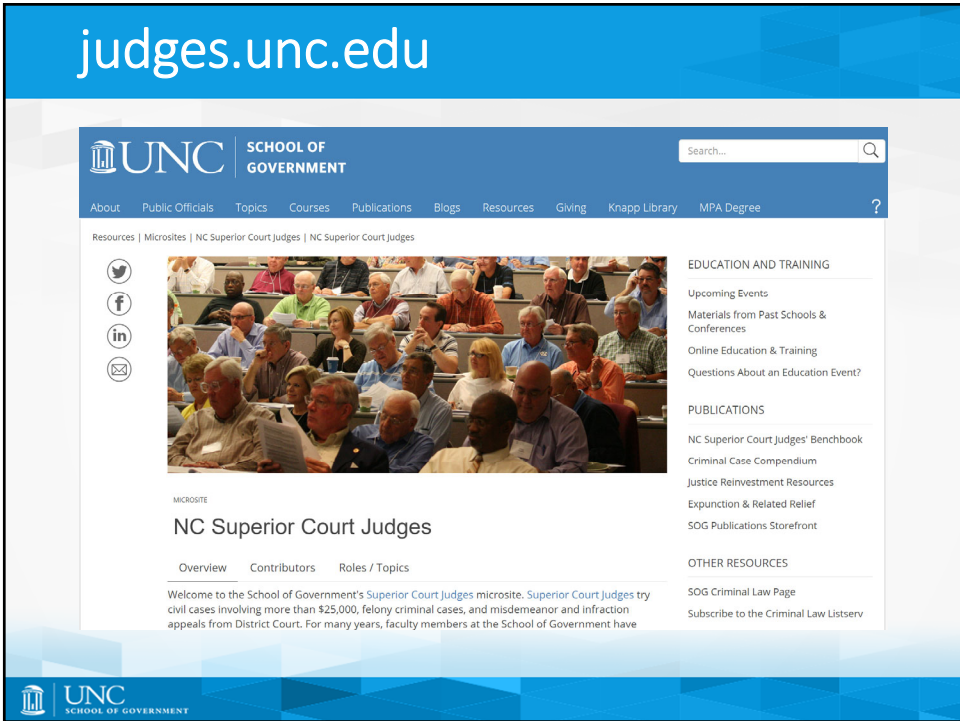 judges.unc.edu
UNC
SCHOOL OF
GOVERNMENT
Search...
About Public Officials Topics Courses Publications Blogs Resources Giving Knapp Library MPA Degree ?
Resources | Microsites | NC Superior Court Judges | NC Superior Court Judges
MICROSITE
NC Superior Court Judges
Overview Contributors Roles / Topics
Welcome to the School of Government's Superior Court Judges microsite. Superior Court Judges try
civil cases involving more than $25,000, felony criminal cases, and misdemeanor and infraction
appeals from District Court. For many years, faculty members at the School of Government have
EDUCATION AND TRAINING
Upcoming Events
Materials from Past Schools &
Conferences
Online Education & Training
Questions About an Education Event?
PUBLICATIONS
NC Superior Court Judges' Benchbook
Criminal Case Compendium
Justice Reinvestment Resources
Expunction & Related Relief
SOG Publications Storefront
OTHER RESOURCES
SOG Criminal Law Page
Subscribe to the Criminal Law Listserv
UNC
SCHOOL OF GOVERNMENT